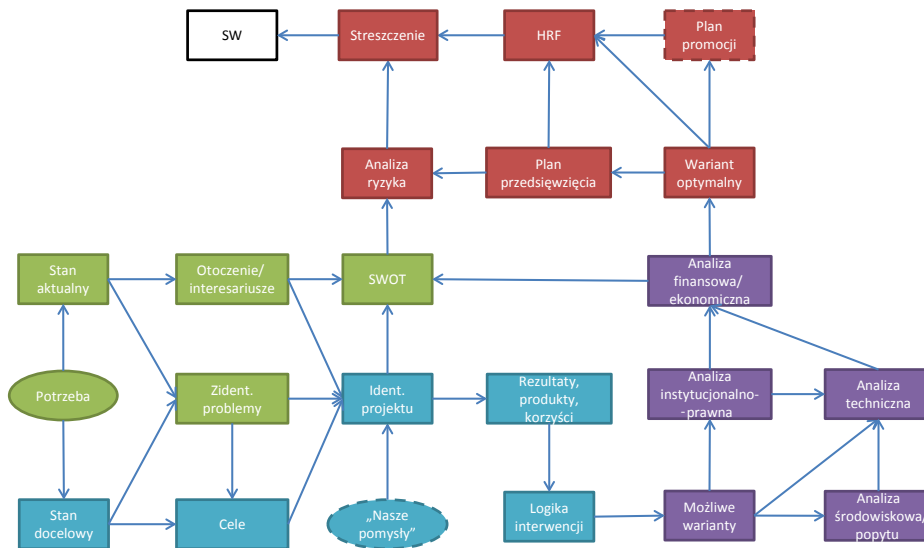 SW
Streszczenie
HRF
Plan
promocji
Analiza
ryzyka
Plan
przedsięwzięcia
Wariant
optymalny
Stan
aktualny
Otoczenie/
interesariusze
SWOT
Analiza
finansowa/
ekonomiczna
Potrzeba
Zident.
problemy
Ident.
projektu
Rezultaty,
produkty,
korzyści
Analiza
instytucjonalno-
-prawna
Analiza
techniczna
Stan
docelowy
Cele
„Nasze
pomysły”
Logika
interwencji
Możliwe
warianty
Analiza
środowiskowa,
popytu